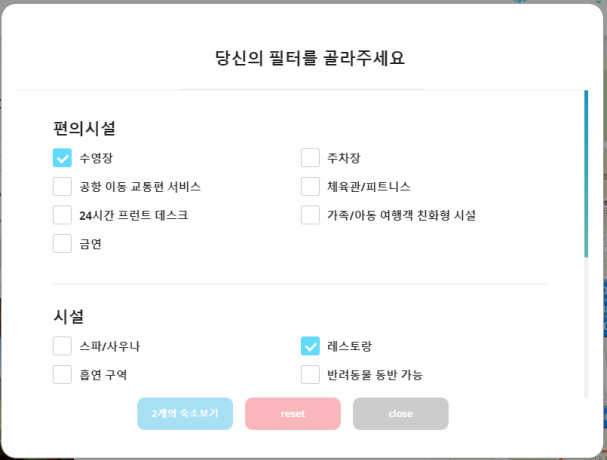 당신의 필터를 골라주세요
편의시설
수영장 주차장
공항 이동 교통편 서비스 체육관/피트니스
24시간 프런트 데스크 가족/아동 여행객 친화형 시설
금연
시설
스파/사우나 레스토랑
흡연 구역 반려동물 동반 가능
2개의 숙소보기 reset close